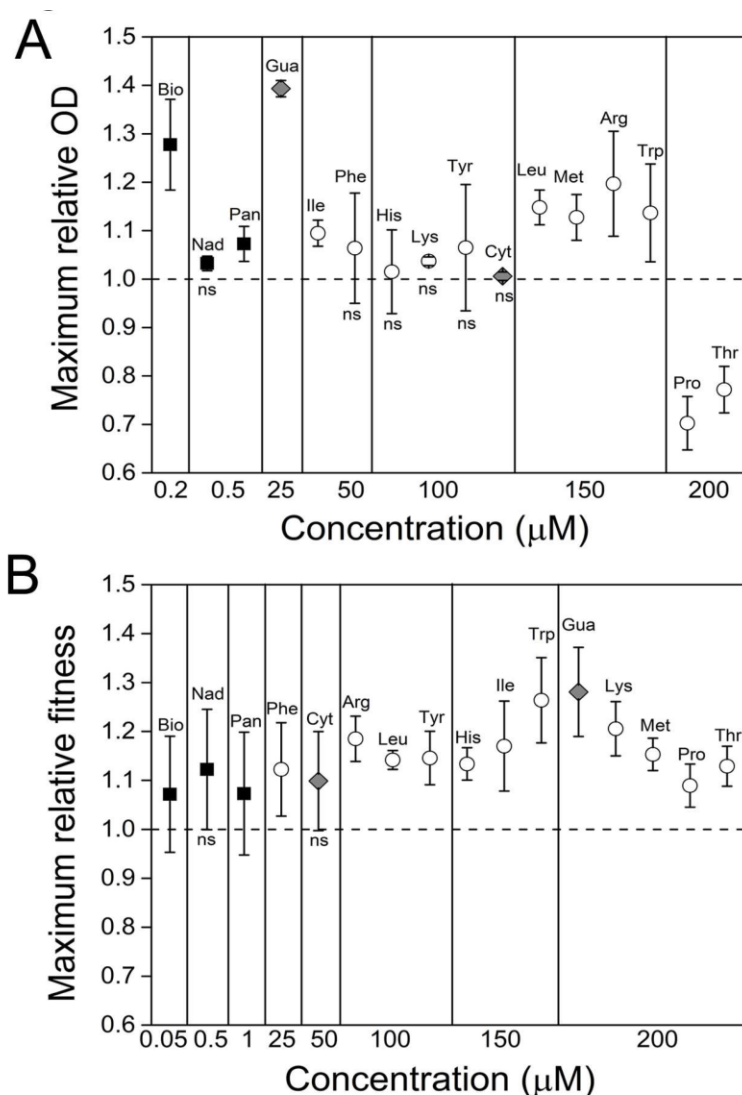 A
Maximum relative OD
1.5
1.4
1.3
1.2
1.1
1.0
0.9
0.8
0.7
0.6
Bio
Nad
ns
Pan
Gua
Ile
Phe
ns
His
ns
Lys
ns
Tyr
ns
Cyt
ns
Leu
Met
Arg
Trp
Pro
Thr
0.2 0.5 25 50 100 150 200
Concentration (μM)
B
Maximum relative fitness
1.5
1.4
1.3
1.2
1.1
1.0
0.9
0.8
0.7
0.6
Bio
Nad
ns
Pan
Phe
Cyt
ns
Arg
Leu
Tyr
His
Ile
Trp
Gua
Lys
Met
Pro
Thr
0.05 0.5 1 25 50 100 150 200
Concentration (μM)